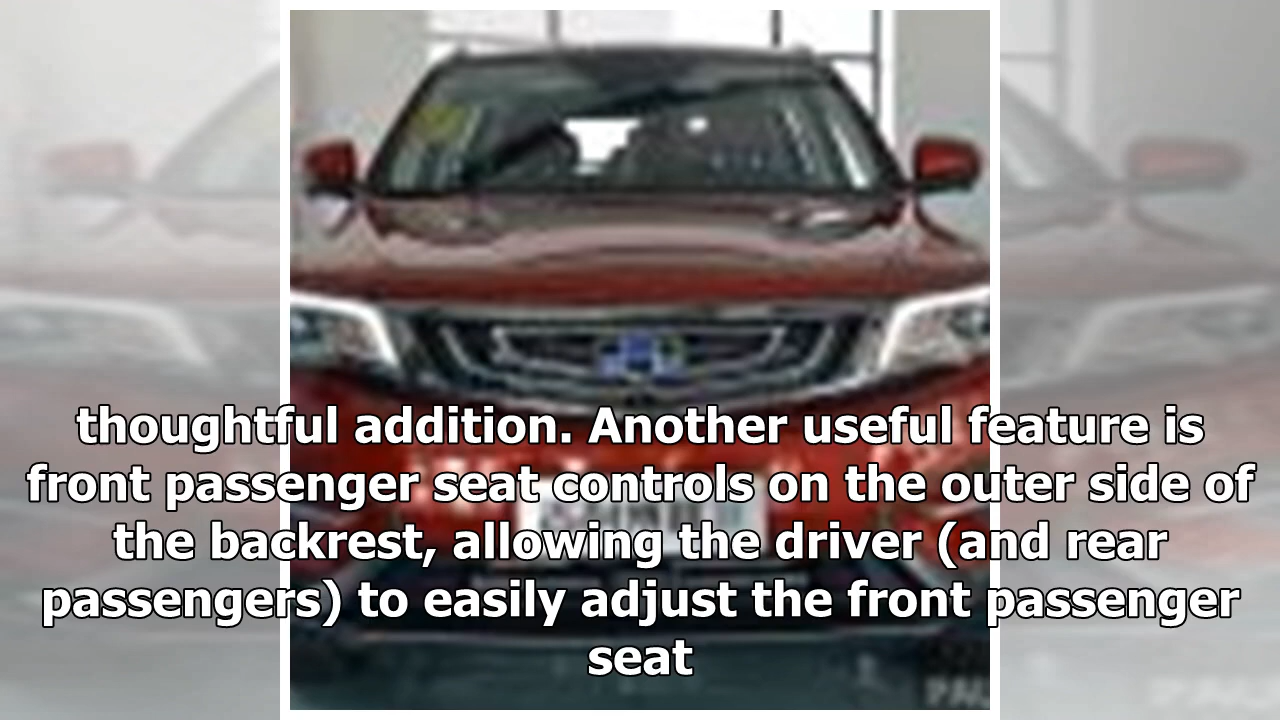 thoughtful addition. Another useful feature is
front passenger seat controls on the outer side of
the backrest, allowing the driver (and rear
passengers) to easily adjust the front passenger
seat